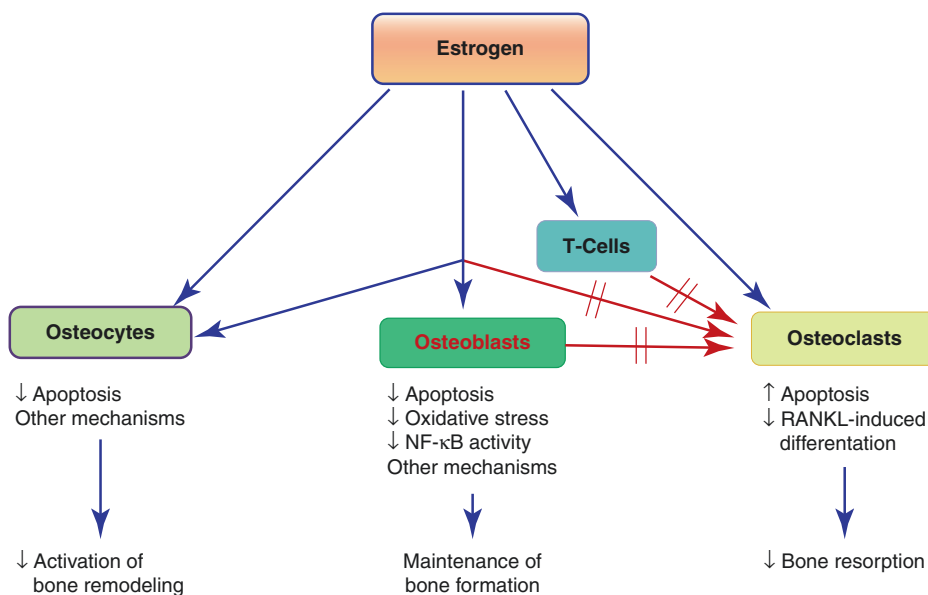 Estrogen
T-Cells
Osteocytes
Osteoblasts
Osteoclasts
↓ Apoptosis
Other mechanisms
↓ Apoptosis
↓ Oxidative stress
↓ NF-κB activity
Other mechanisms
↑ Apoptosis
↓ RANKL-induced
differentation
↓ Activation of
bone remodeling
Maintenance of
bone formation
↓ Bone resorption